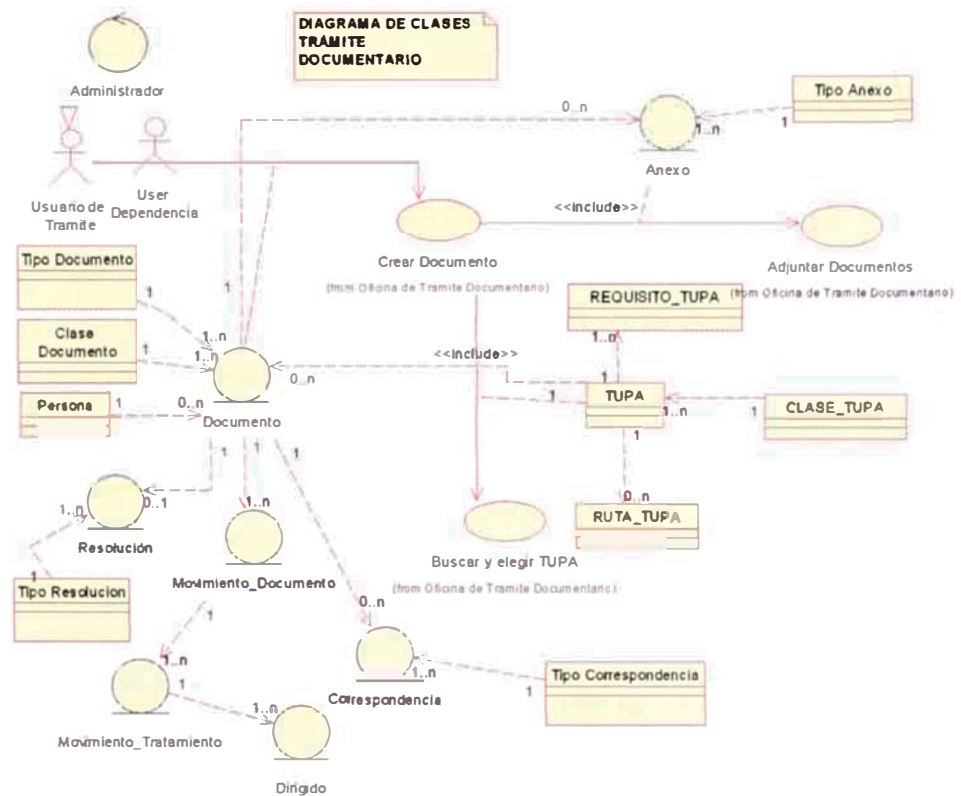 DIAGRAMA DE CLASES
TRÁMITE
DOCUMENTARIO
Administrador
Tipo Anexo
0..n
1..n
1
Anexo
Usuario de
Tramite
User
Dependencia
<<include>>
Crear Documento
(from Oficina de Tramite Documentario)
Adjuntar Documentos
(from Oficina de Tramite Documentario)
Tipo Documento
1
1
1..n
Clase
Documento
1
1..n
<<include>>
0..n
REQUISITO_TUPA
1..n
1
1
TUPA
1..n
1
CLASE_TUPA
1
Persona
1
0..n
Documento
1
1
1
1
0..n
RUTA_TUPA
1..n
0..1
1..n
Resolución
Buscar y elegir TUPA
(from Oficina de Tramite Documentario)
1
Tipo Resolucion
Movimiento_Documento
1
0..n
1..n
1..n
Correspondencia
1
Tipo Correspondencia
1
1..n
Movimiento_Tratamiento
Dirigido